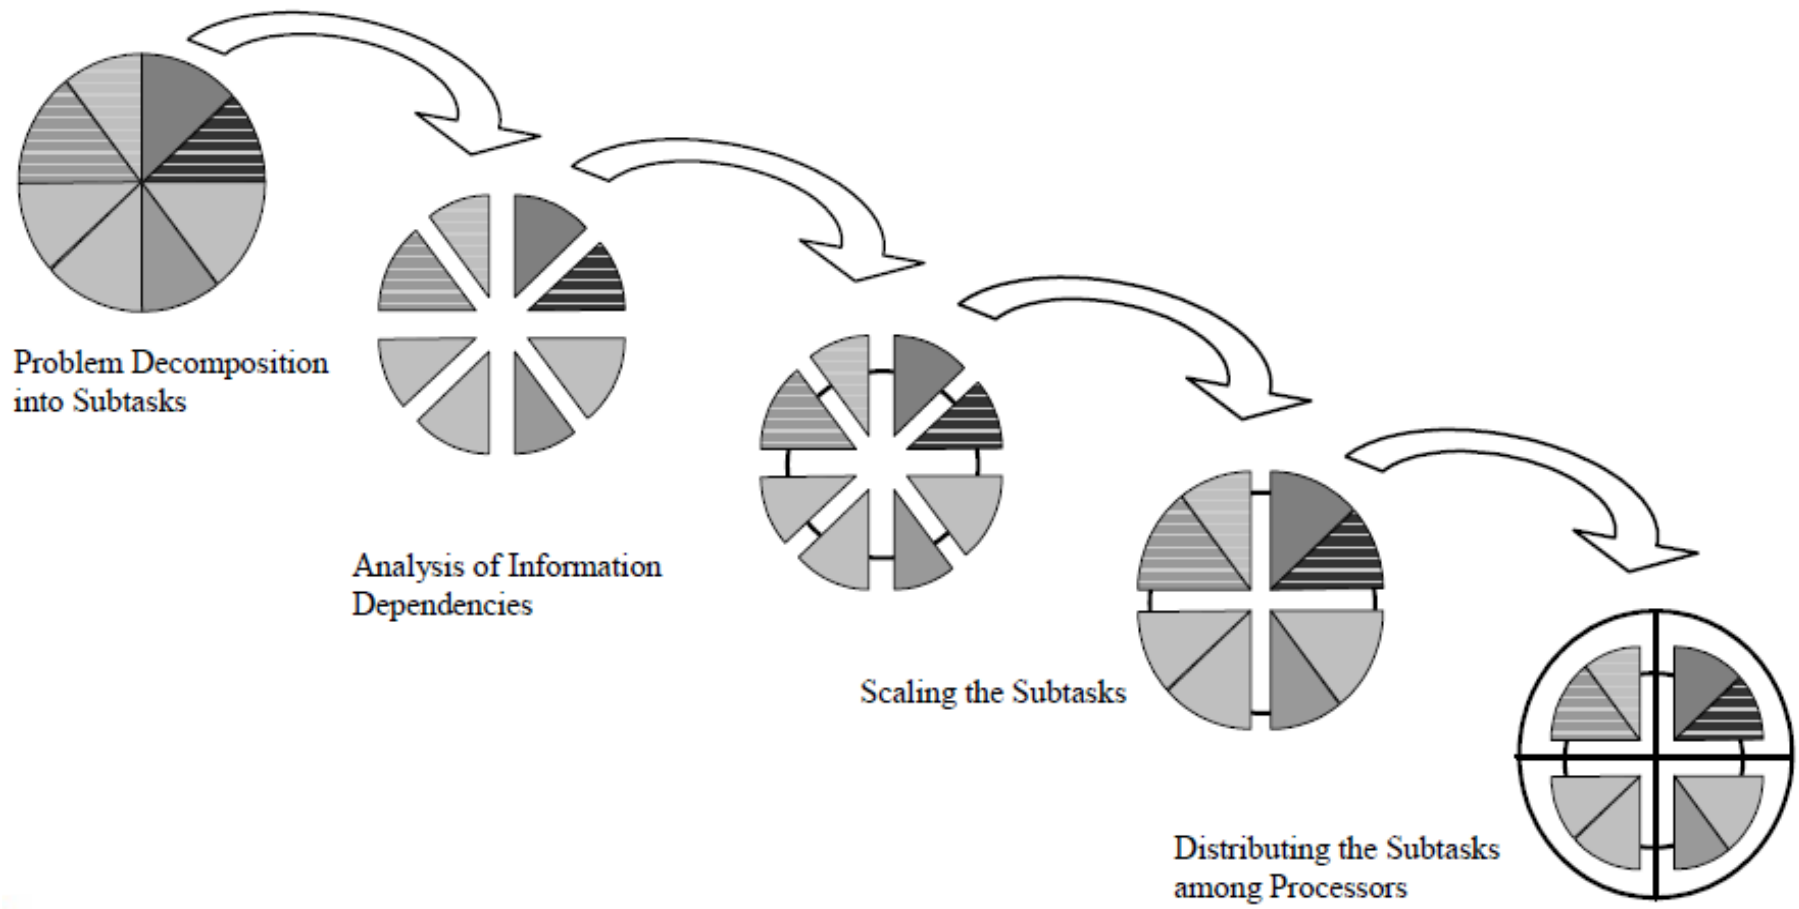 Problem Decomposition
into Subtasks
Analysis of Information
Dependencies
Scaling the Subtasks
Distributing the Subtasks
among Processors